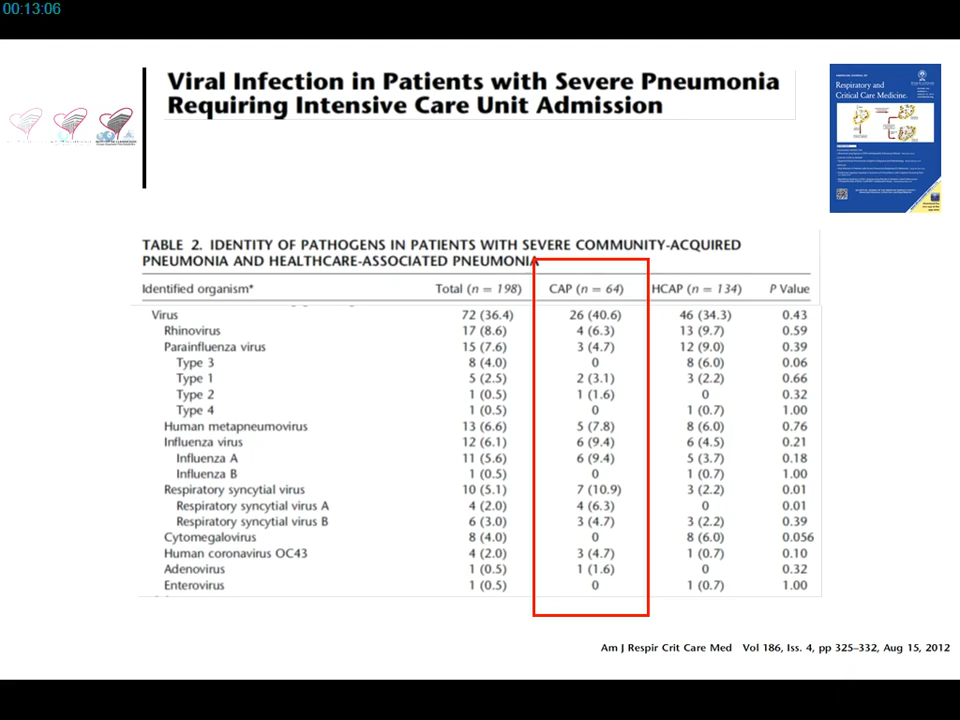 00:13:06
Viral Infection in Patients with Severe Pneumonia
Requiring Intensive Care Unit Admission
Respiratory and
Critical Care Medicine
TABLE 2. IDENTITY OF PATHOGENS IN PATIENTS WITH SEVERE COMMUNITY-ACQUIRED
PNEUMONIA AND HEALTHCARE-ASSOCIATED PNEUMONIA
Identified organism* Total (n = 198) CAP (n = 64) HCAP (n = 134) P Value
Virus 72 (36.4) 26 (40.6) 46 (34.3) 0.43
Rhinovirus 17 (8.6) 4 (6.3) 13 (9.7) 0.59
Parainfluenza virus 15 (7.6) 3 (4.7) 12 (9.0) 0.39
Type 3 8 (4.0) 0 8 (6.0) 0.06
Type 1 5 (2.5) 2 (3.1) 3 (2.2) 0.66
Type 2 1 (0.5) 1 (1.6) 0 0.32
Type 4 1 (0.5) 0 1 (0.7) 1.00
Human metapneumovirus 13 (6.6) 5 (7.8) 8 (6.0) 0.76
Influenza virus 12 (6.1) 6 (9.4) 6 (4.5) 0.21
Influenza A 11 (5.6) 6 (9.4) 5 (3.7) 0.18
Influenza B 1 (0.5) 0 1 (0.7) 1.00
Respiratory syncytial virus 10 (5.1) 7 (10.9) 3 (2.2) 0.01
Respiratory syncytial virus A 4 (2.0) 4 (6.3) 0 0.01
Respiratory syncytial virus B 6 (3.0) 3 (4.7) 3 (2.2) 0.39
Cytomegalovirus 8 (4.0) 0 8 (6.0) 0.056
Human coronavirus OC43 4 (2.0) 3 (4.7) 1 (0.7) 0.10
Adenovirus 1 (0.5) 1 (1.6) 0 0.32
Enterovirus 1 (0.5) 0 1 (0.7) 1.00
Am J Respir Crit Care Med Vol 186, Iss. 4, pp 325–332, Aug 15, 2012